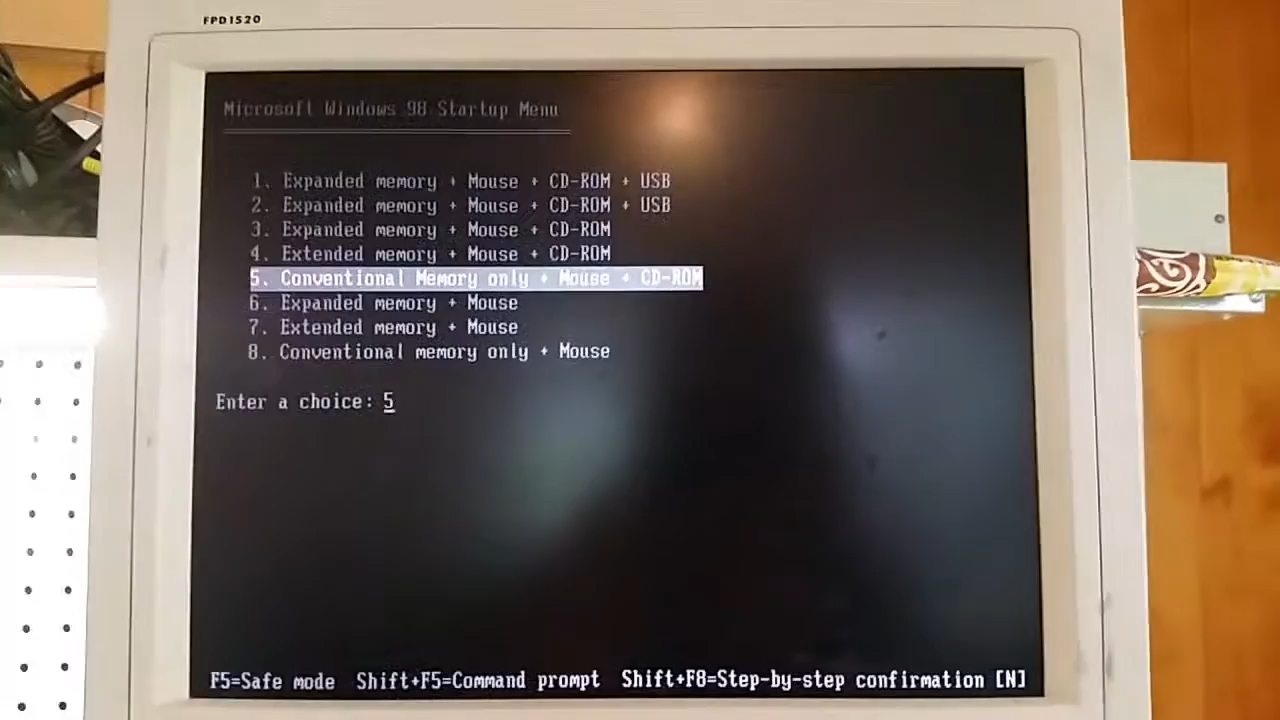 FPD1520
Microsoft Windows 98 Startup Menu
1. Expanded memory + Mouse + CD-ROM + USB
2. Expanded memory + Mouse + CD-ROM + USB
3. Expanded memory + Mouse + CD-ROM
4. Extended memory + Mouse + CD-ROM
5. Conventional Memory only + Mouse + CD-ROM
6. Expanded memory + Mouse
7. Extended memory + Mouse
8. Conventional memory only + Mouse
Enter a choice: 5
F5=Safe mode Shift+F5=Command prompt Shift+F8=Step-by-step confirmation [N]